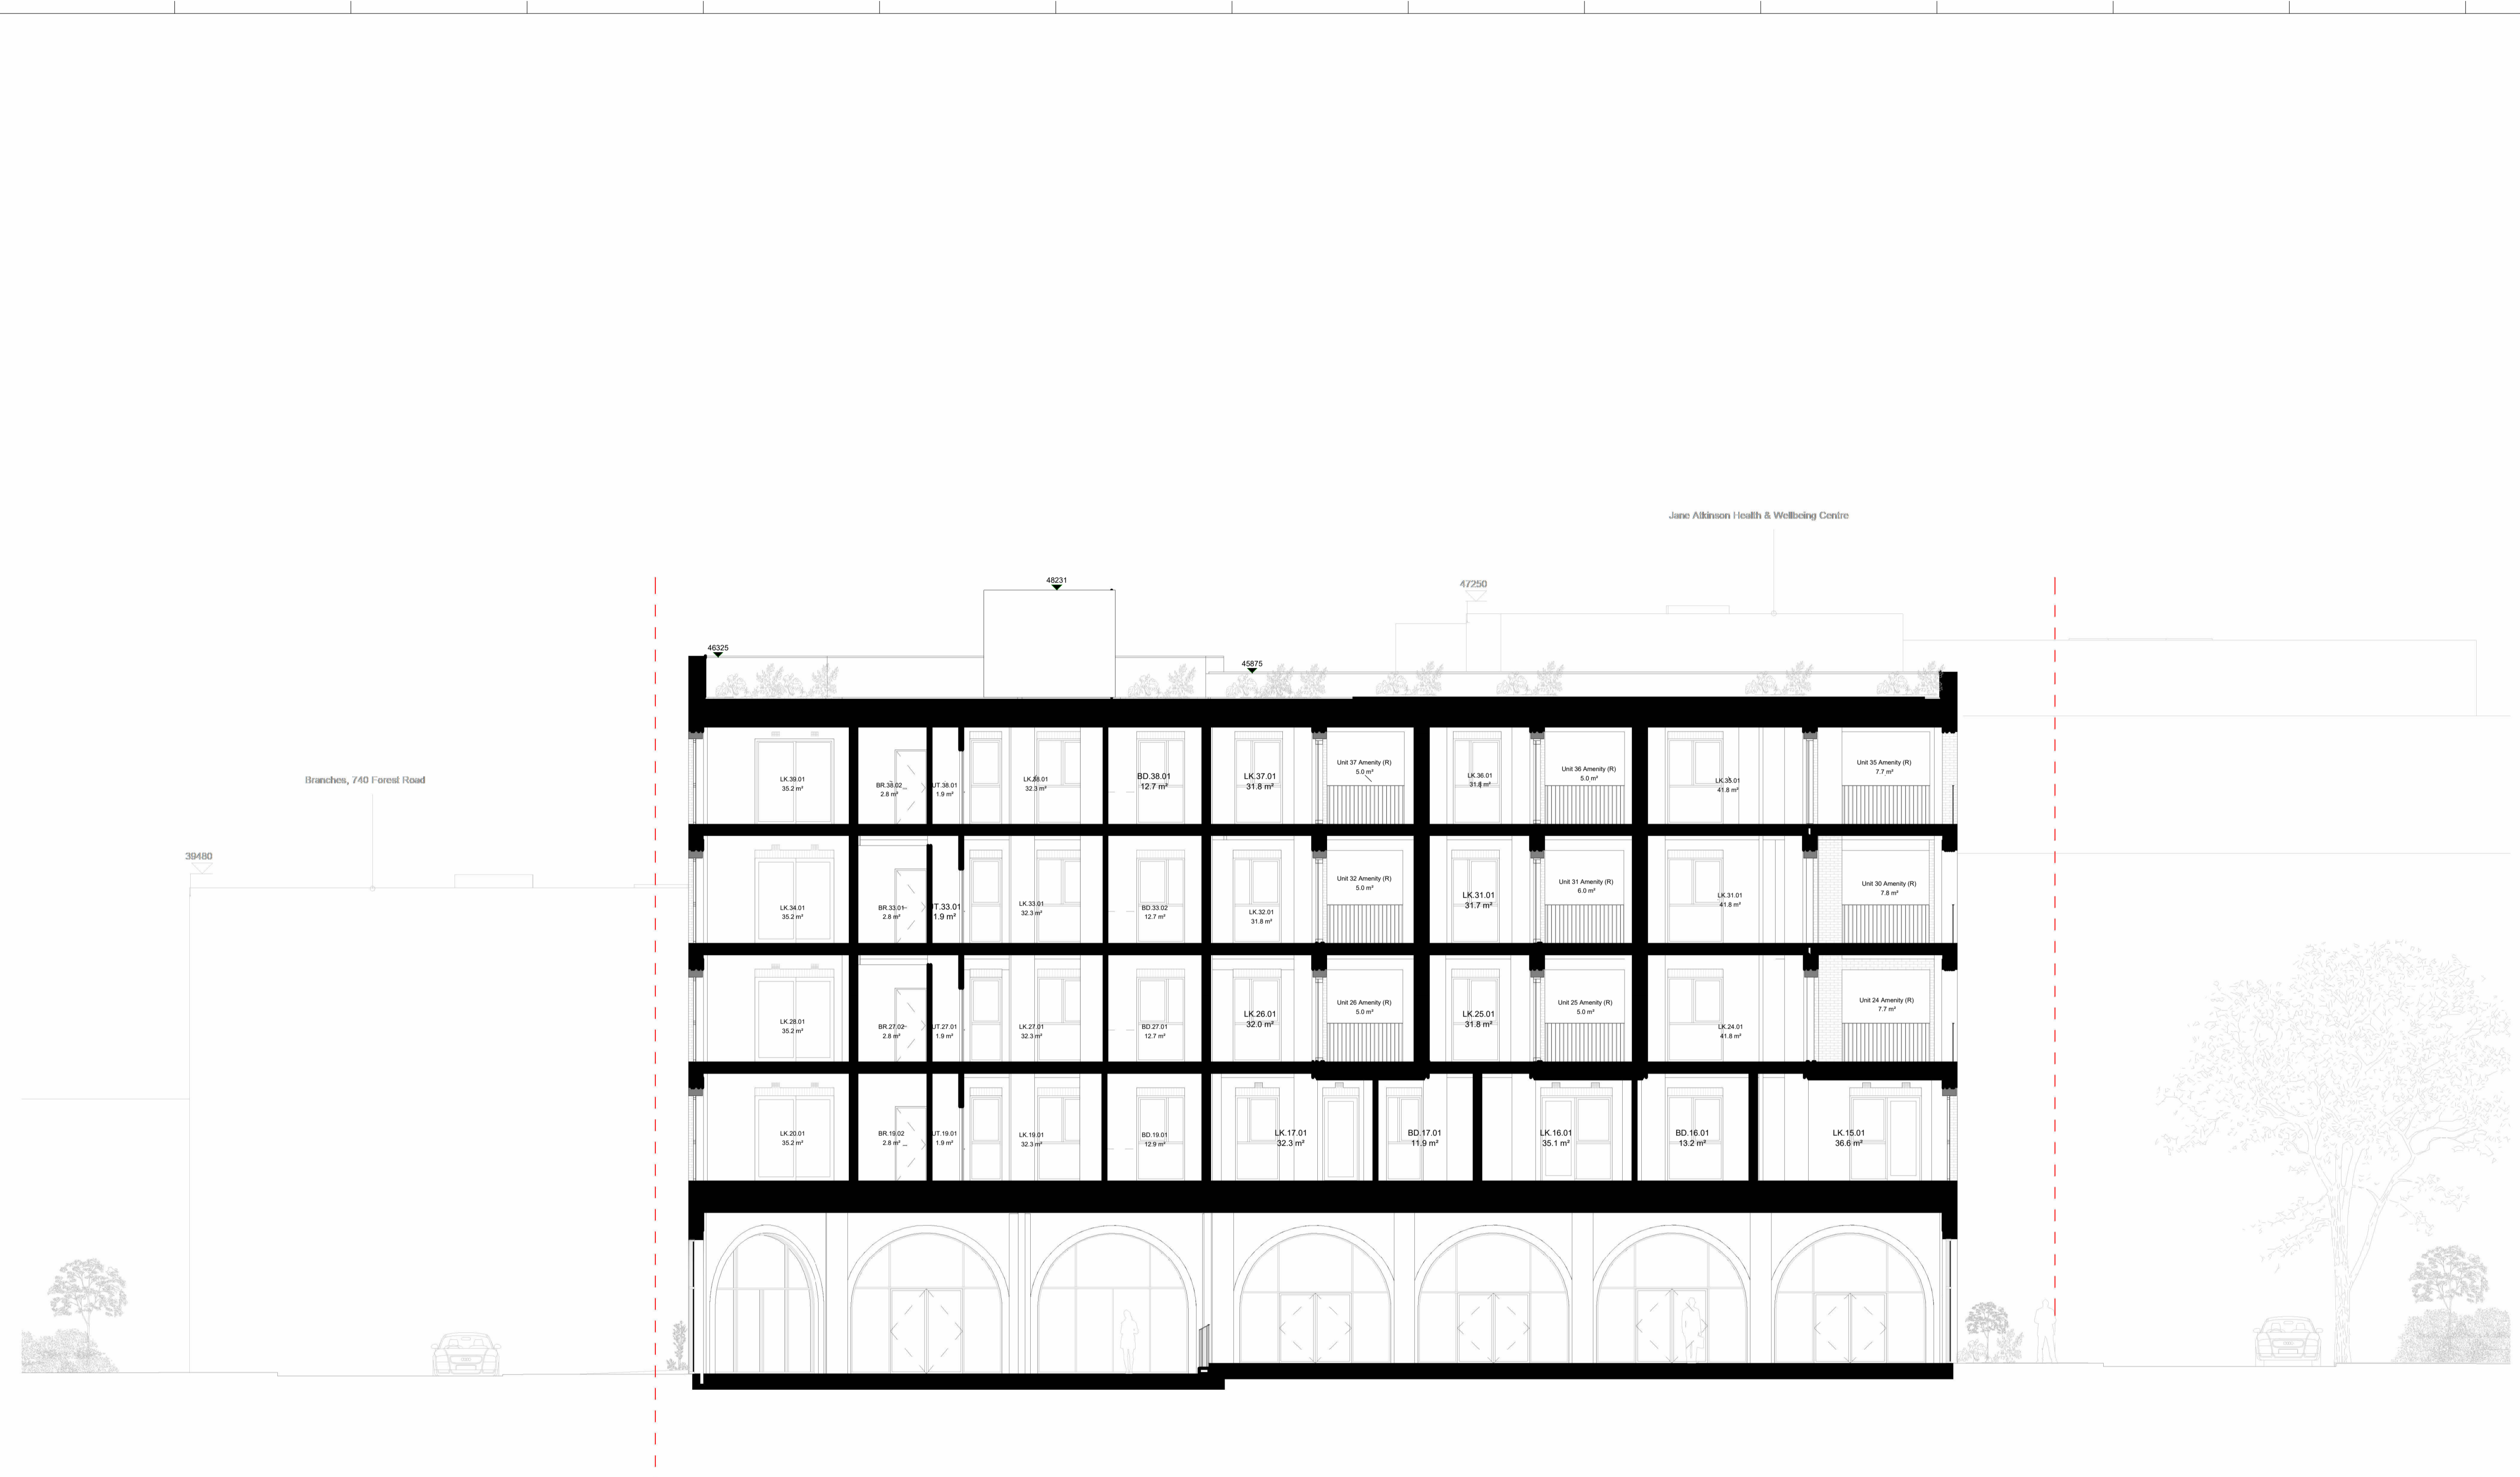 Jane Atkinson Health & Wellbeing Centre
48231
47250
46325
45875
Branches, 740 Forest Road
39480
LK.39.01
35.2 m²
BR.38.02
2.8 m²
UT.38.01
1.9 m²
LK.38.01
32.3 m²
BD.38.01
12.7 m²
LK.37.01
31.8 m²
Unit 37 Amenity (R)
5.0 m²
LK.36.01
31.8 m²
Unit 36 Amenity (R)
5.0 m²
LK.35.01
41.8 m²
Unit 35 Amenity (R)
7.7 m²
LK.34.01
35.2 m²
BR.33.01
2.8 m²
UT.33.01
1.9 m²
LK.33.01
32.3 m²
BD.33.02
12.7 m²
LK.32.01
31.8 m²
Unit 32 Amenity (R)
5.0 m²
LK.31.01
31.7 m²
Unit 31 Amenity (R)
6.0 m²
LK.31.01
41.8 m²
Unit 30 Amenity (R)
7.8 m²
LK.28.01
35.2 m²
BR.27.02
2.8 m²
UT.27.01
1.9 m²
LK.27.01
32.3 m²
BD.27.01
12.7 m²
LK.26.01
32.0 m²
Unit 26 Amenity (R)
5.0 m²
LK.25.01
31.8 m²
Unit 25 Amenity (R)
5.0 m²
LK.24.01
41.8 m²
Unit 24 Amenity (R)
7.7 m²
LK.20.01
35.2 m²
BR.19.02
2.8 m²
UT.19.01
1.9 m²
LK.19.01
32.3 m²
BD.19.01
12.9 m²
LK.17.01
32.3 m²
BD.17.01
11.9 m²
LK.16.01
35.1 m²
BD.16.01
13.2 m²
LK.15.01
36.6 m²